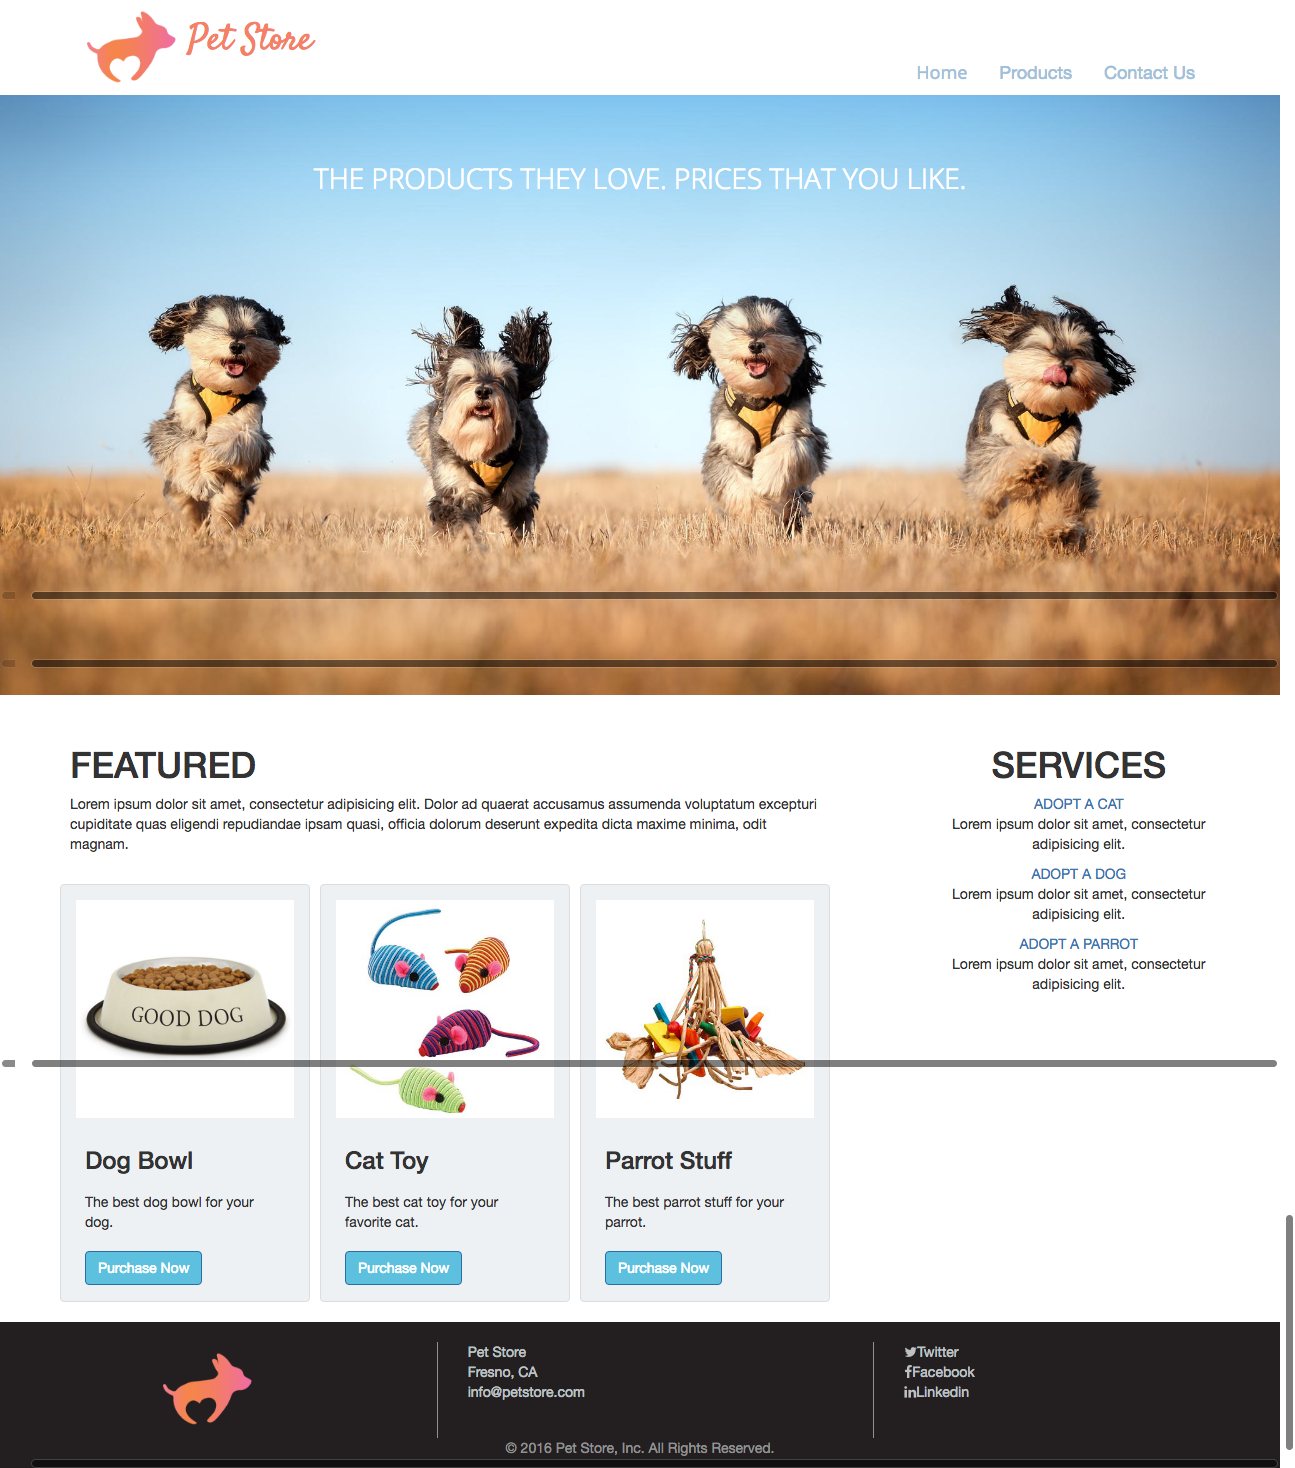 Pet Store
Home Products Contact Us
THE PRODUCTS THEY LOVE. PRICES THAT YOU LIKE.
FEATURED
Lorem ipsum dolor sit amet, consectetur adipisicing elit. Dolor ad quaerat accusamus assumenda voluptatum excepturi
cupiditate quas eligendi repudiandae ipsam quasi, officia dolorum deserunt expedita dicta maxime minima, odit
magnam.
SERVICES
ADOPT A CAT
Lorem ipsum dolor sit amet, consectetur
adipisicing elit.
ADOPT A DOG
Lorem ipsum dolor sit amet, consectetur
adipisicing elit.
ADOPT A PARROT
Lorem ipsum dolor sit amet, consectetur
adipisicing elit.
GOOD DOG
Dog Bowl
The best dog bowl for your
dog.
Purchase Now
Cat Toy
The best cat toy for your
favorite cat.
Purchase Now
Parrot Stuff
The best parrot stuff for your
parrot.
Purchase Now
Pet Store
Fresno, CA
info@petstore.com
Twitter
Facebook
Linkedin
© 2016 Pet Store, Inc. All Rights Reserved.